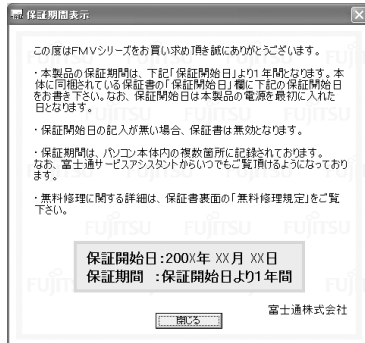 保証期間表示
この度はFMVシリーズをお買い求め頂き誠にありがとうございます。
・本製品の保証期間は、下記「保証開始日」より1年間となります。本
体に同梱されている保証書の「保証開始日」欄に下記の保証開始日
をお書き下さい。なお、保証開始日は本製品の電源を最初に入れた
日となります。
・保証開始日の記入が無い場合、保証書は無効となります。
・保証期間は、パソコン本体内の複数箇所に記録されております。
なお、富士通サービスアシスタントからいつでもご覧頂けるようになっており
ます。
・無料修理に関する詳細は、保証書裏面の「無料修理規定」をご覧
下さい。
保証開始日:200X年 XX月 XX日
保証期間 :保証開始日より1年間
富士通株式会社
閉じる